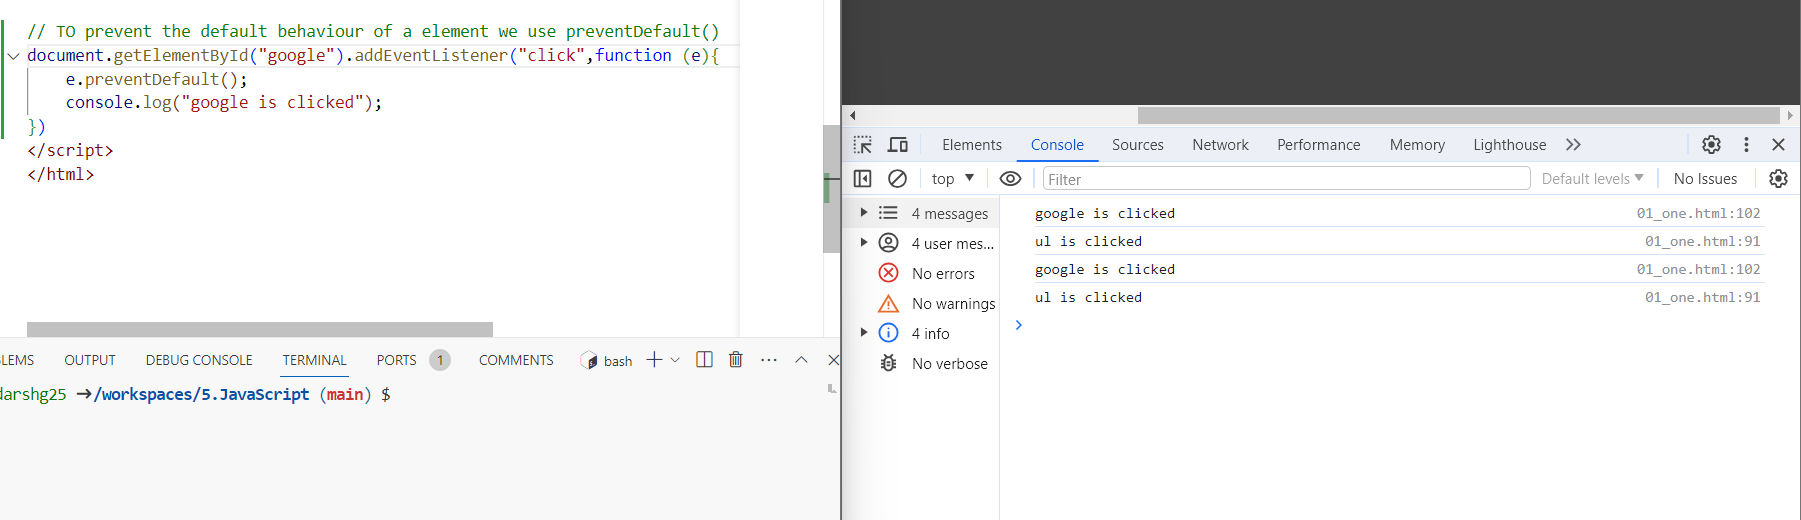 // TO prevent the default behaviour of a element we use preventDefault()
document.getElementById("google").addEventListener("click",function (e){
    e.preventDefault();
    console.log("google is clicked");
})
</script>
</html>
LEMS OUTPUT DEBUG CONSOLE TERMINAL PORTS 1 COMMENTS bash
darshg25 →/workspaces/5.JavaScript (main) $
Elements Console Sources Network Performance Memory Lighthouse
top Filter Default levels No Issues
4 messages
4 user mes...
No errors
No warnings
4 info
No verbose
google is clicked 01_one.html:102
ul is clicked 01_one.html:91
google is clicked 01_one.html:102
ul is clicked 01_one.html:91